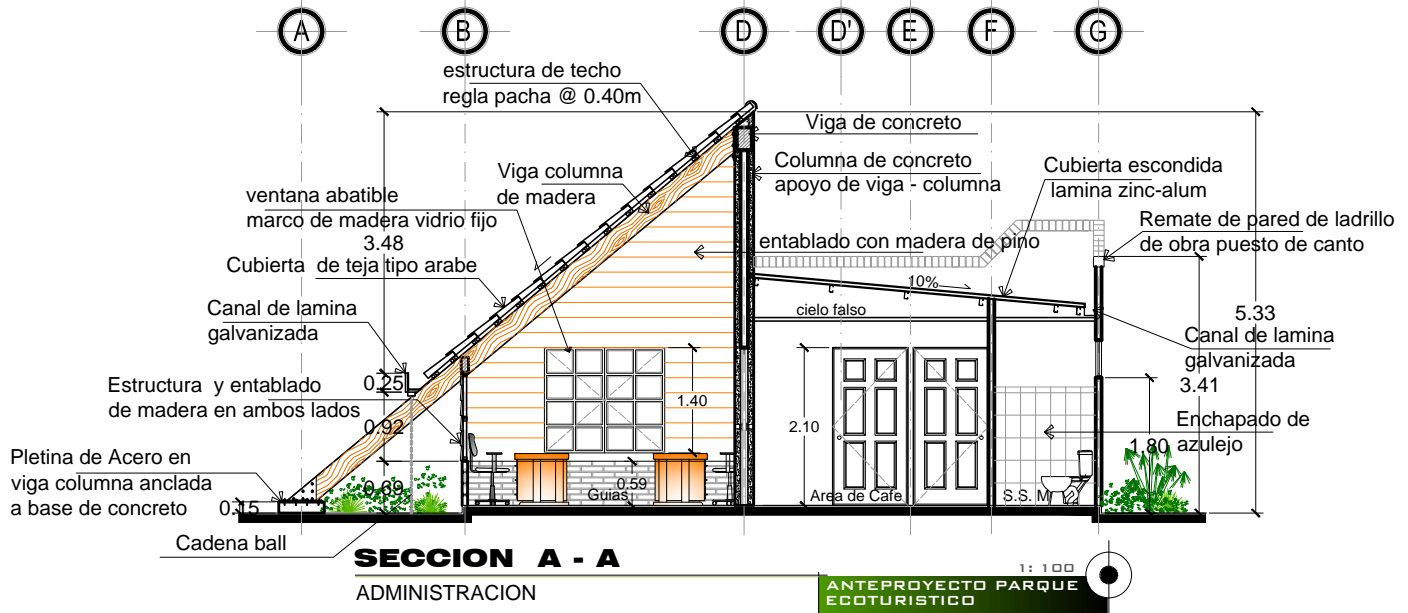 A
B
D
D'
E
F
G
estructura de techo
regla pacha @ 0.40m
Viga de concreto
Viga columna
de madera
Columna de concreto
apoyo de viga - columna
Cubierta escondida
lamina zinc-alum
ventana abatible
marco de madera vidrio fijo
3.48
Remate de pared de ladrillo
de obra puesto de canto
entablado con madera de pino
Cubierta de teja tipo arabe
10%
Canal de lamina
galvanizada
cielo falso
5.33
Canal de lamina
galvanizada
3.41
0.25
Estructura y entablado
de madera en ambos lados
0.92
1.40
2.10
Enchapado de
azulejo
1.80
Pletina de Acero en
viga columna anclada
a base de concreto
0.69
0.59
Guias
Area de Cafe
S.S. M
0.15
Cadena ball
SECCION A - A
1: 100
ADMINISTRACION
ANTEPROYECTO PARQUE
ECOTURISTICO